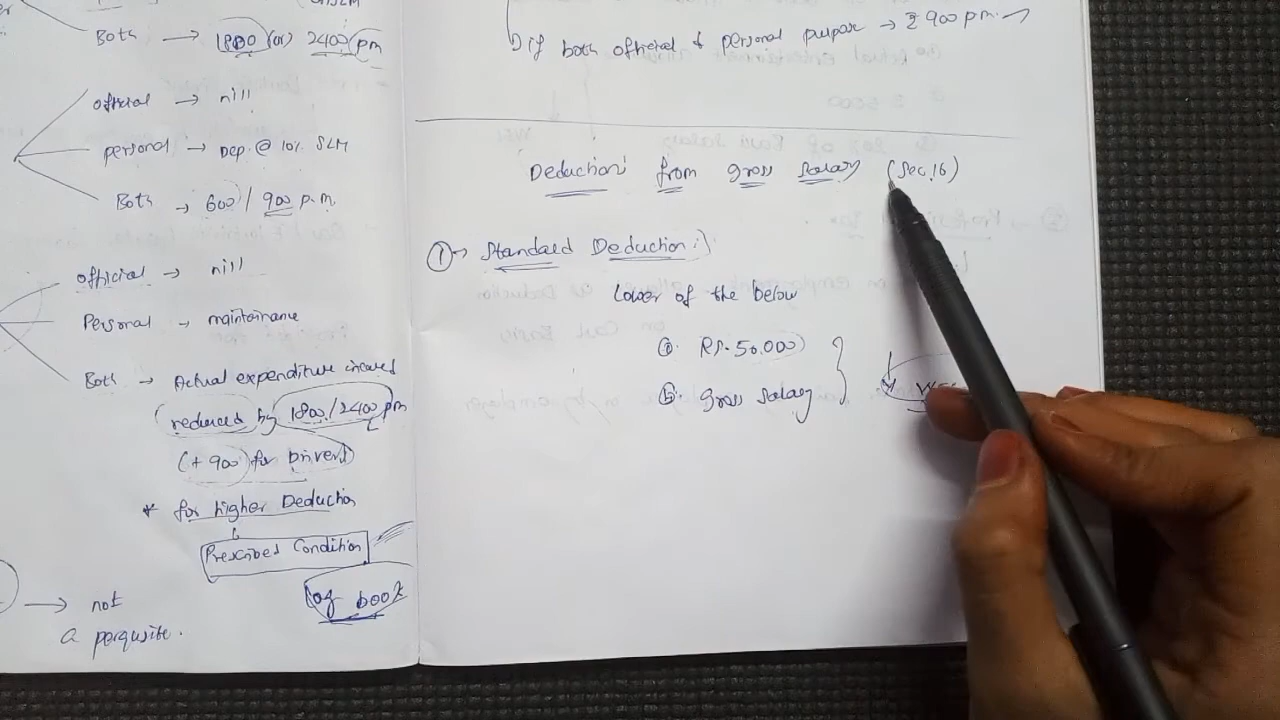 Both → 1800 (or) 2400 pm
official → nill
personal → Dep. @ 10% SLM
Both → 600 / 900 p.m.
official → nill
Personal → maintainance
Both → Actual expenditure incured
reduced by 1800/2400 pm
(+ 900) for Driver)
* for higher Deduction
Prescribed Condition
log book
→ not
a perqusite.
if both official & personal purpose → ₹ 900 p.m.
Deduction from gross salary (Sec.16)
① → Standard Deduction :)
lower of the below
ⓐ. Rs. 50,000
ⓑ. gross salary